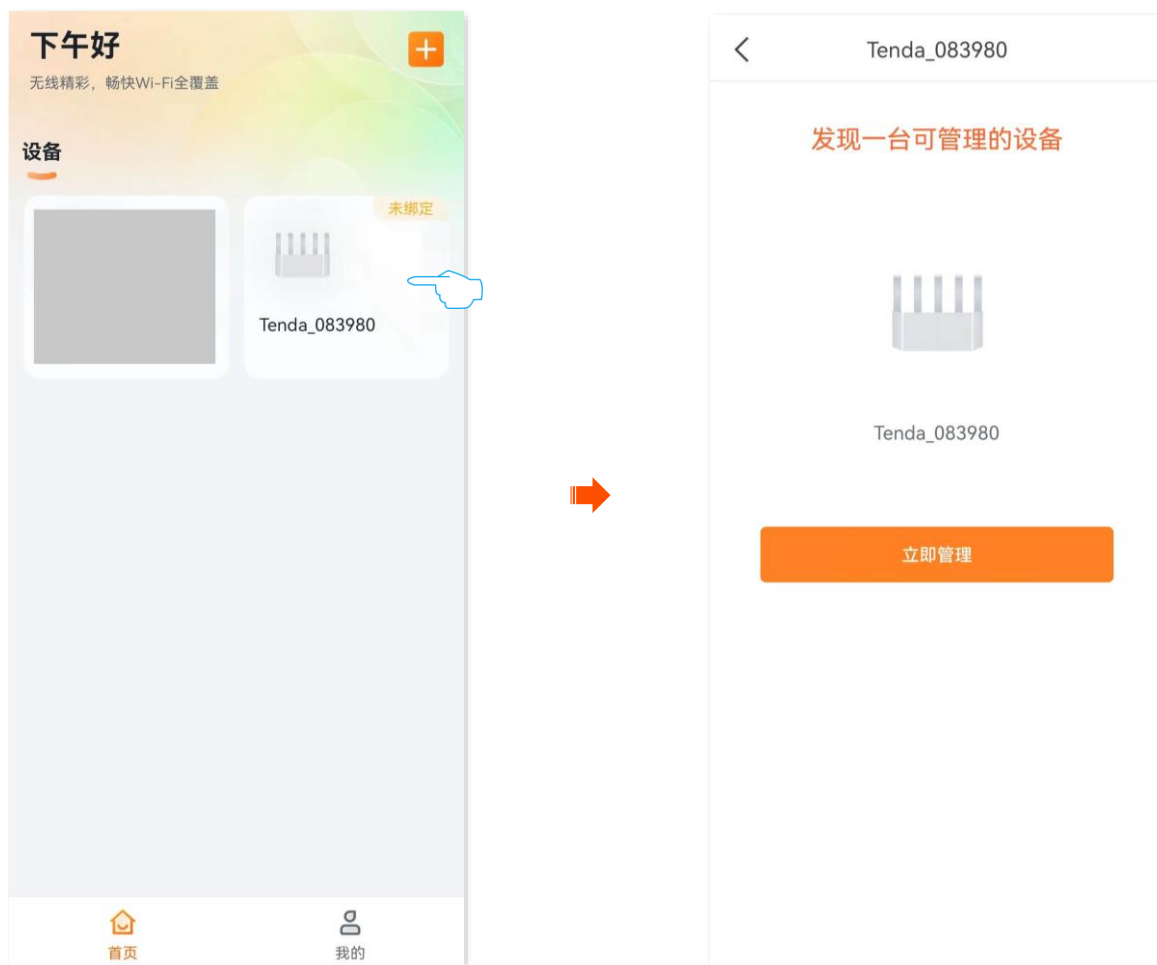 下午好
无线精彩，畅快Wi-Fi全覆盖
设备
未绑定
Tenda_083980
首页
我的
Tenda_083980
发现一台可管理的设备
Tenda_083980
立即管理